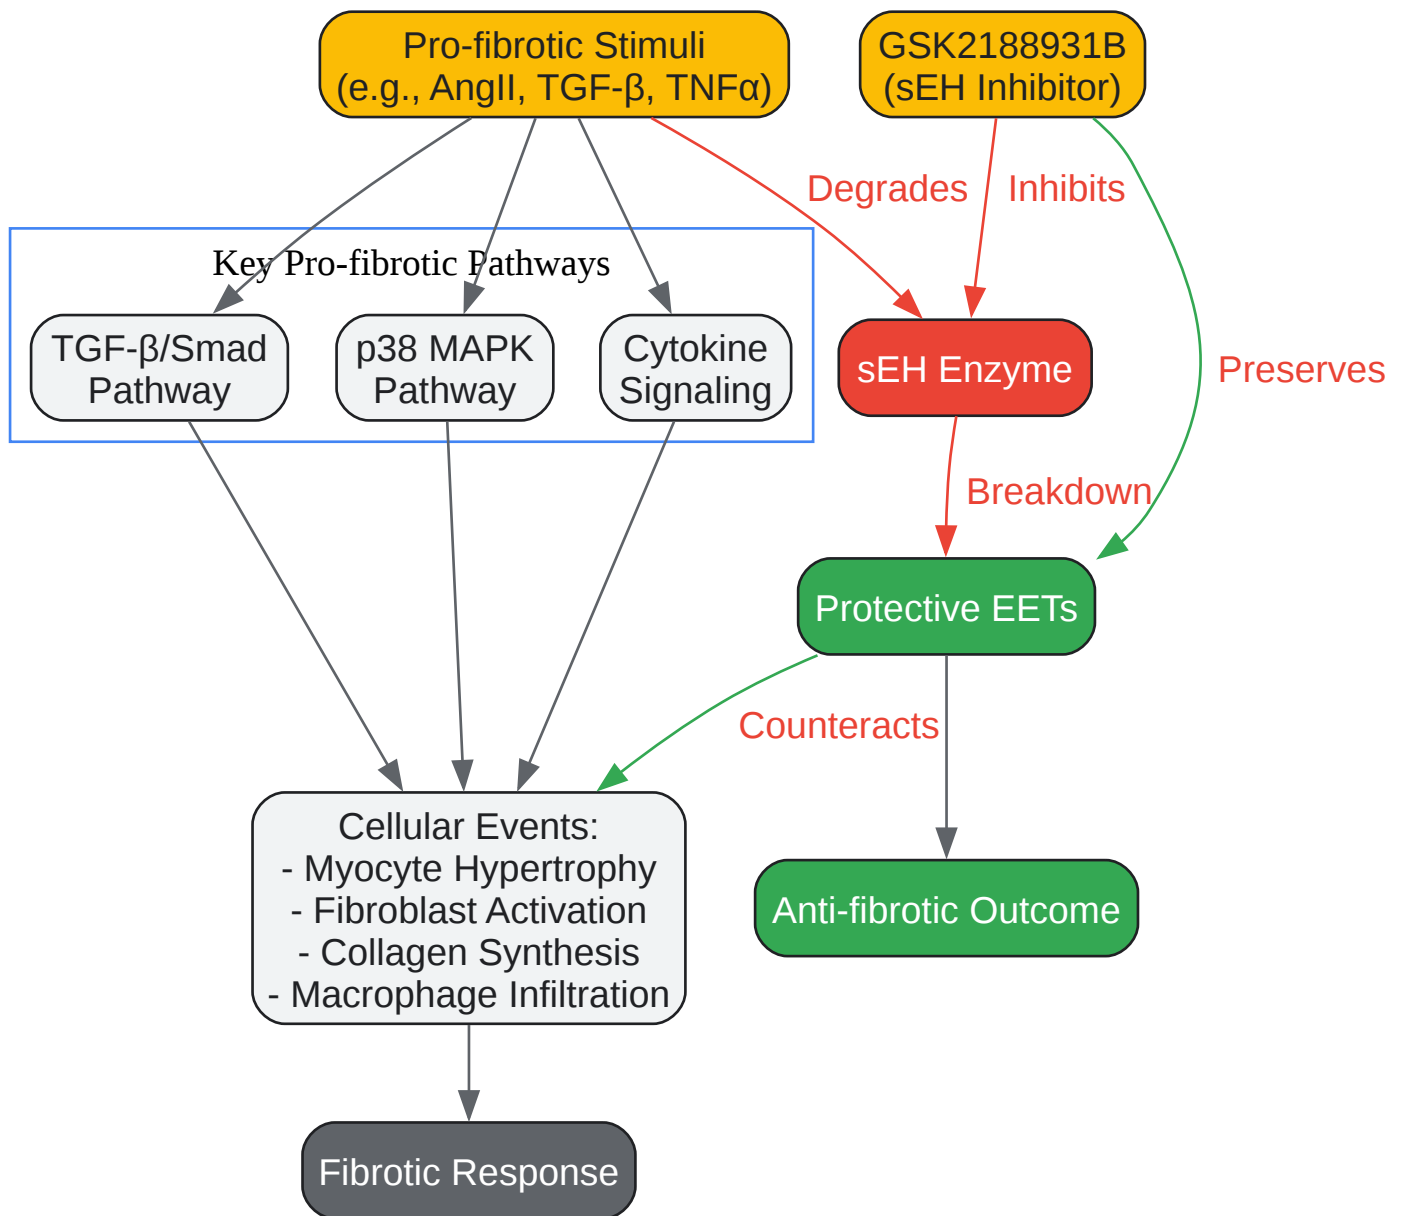 Pro-fibrotic Stimuli
(e.g., AngII, TGF-β, TNFα)
GSK2188931B
(sEH Inhibitor)
Degrades
Inhibits
Key Pro-fibrotic Pathways
TGF-β/Smad
Pathway
p38 MAPK
Pathway
Cytokine
Signaling
sEH Enzyme
Preserves
Breakdown
Protective EETs
Counteracts
Cellular Events:
- Myocyte Hypertrophy
- Fibroblast Activation
- Collagen Synthesis
- Macrophage Infiltration
Anti-fibrotic Outcome
Fibrotic Response